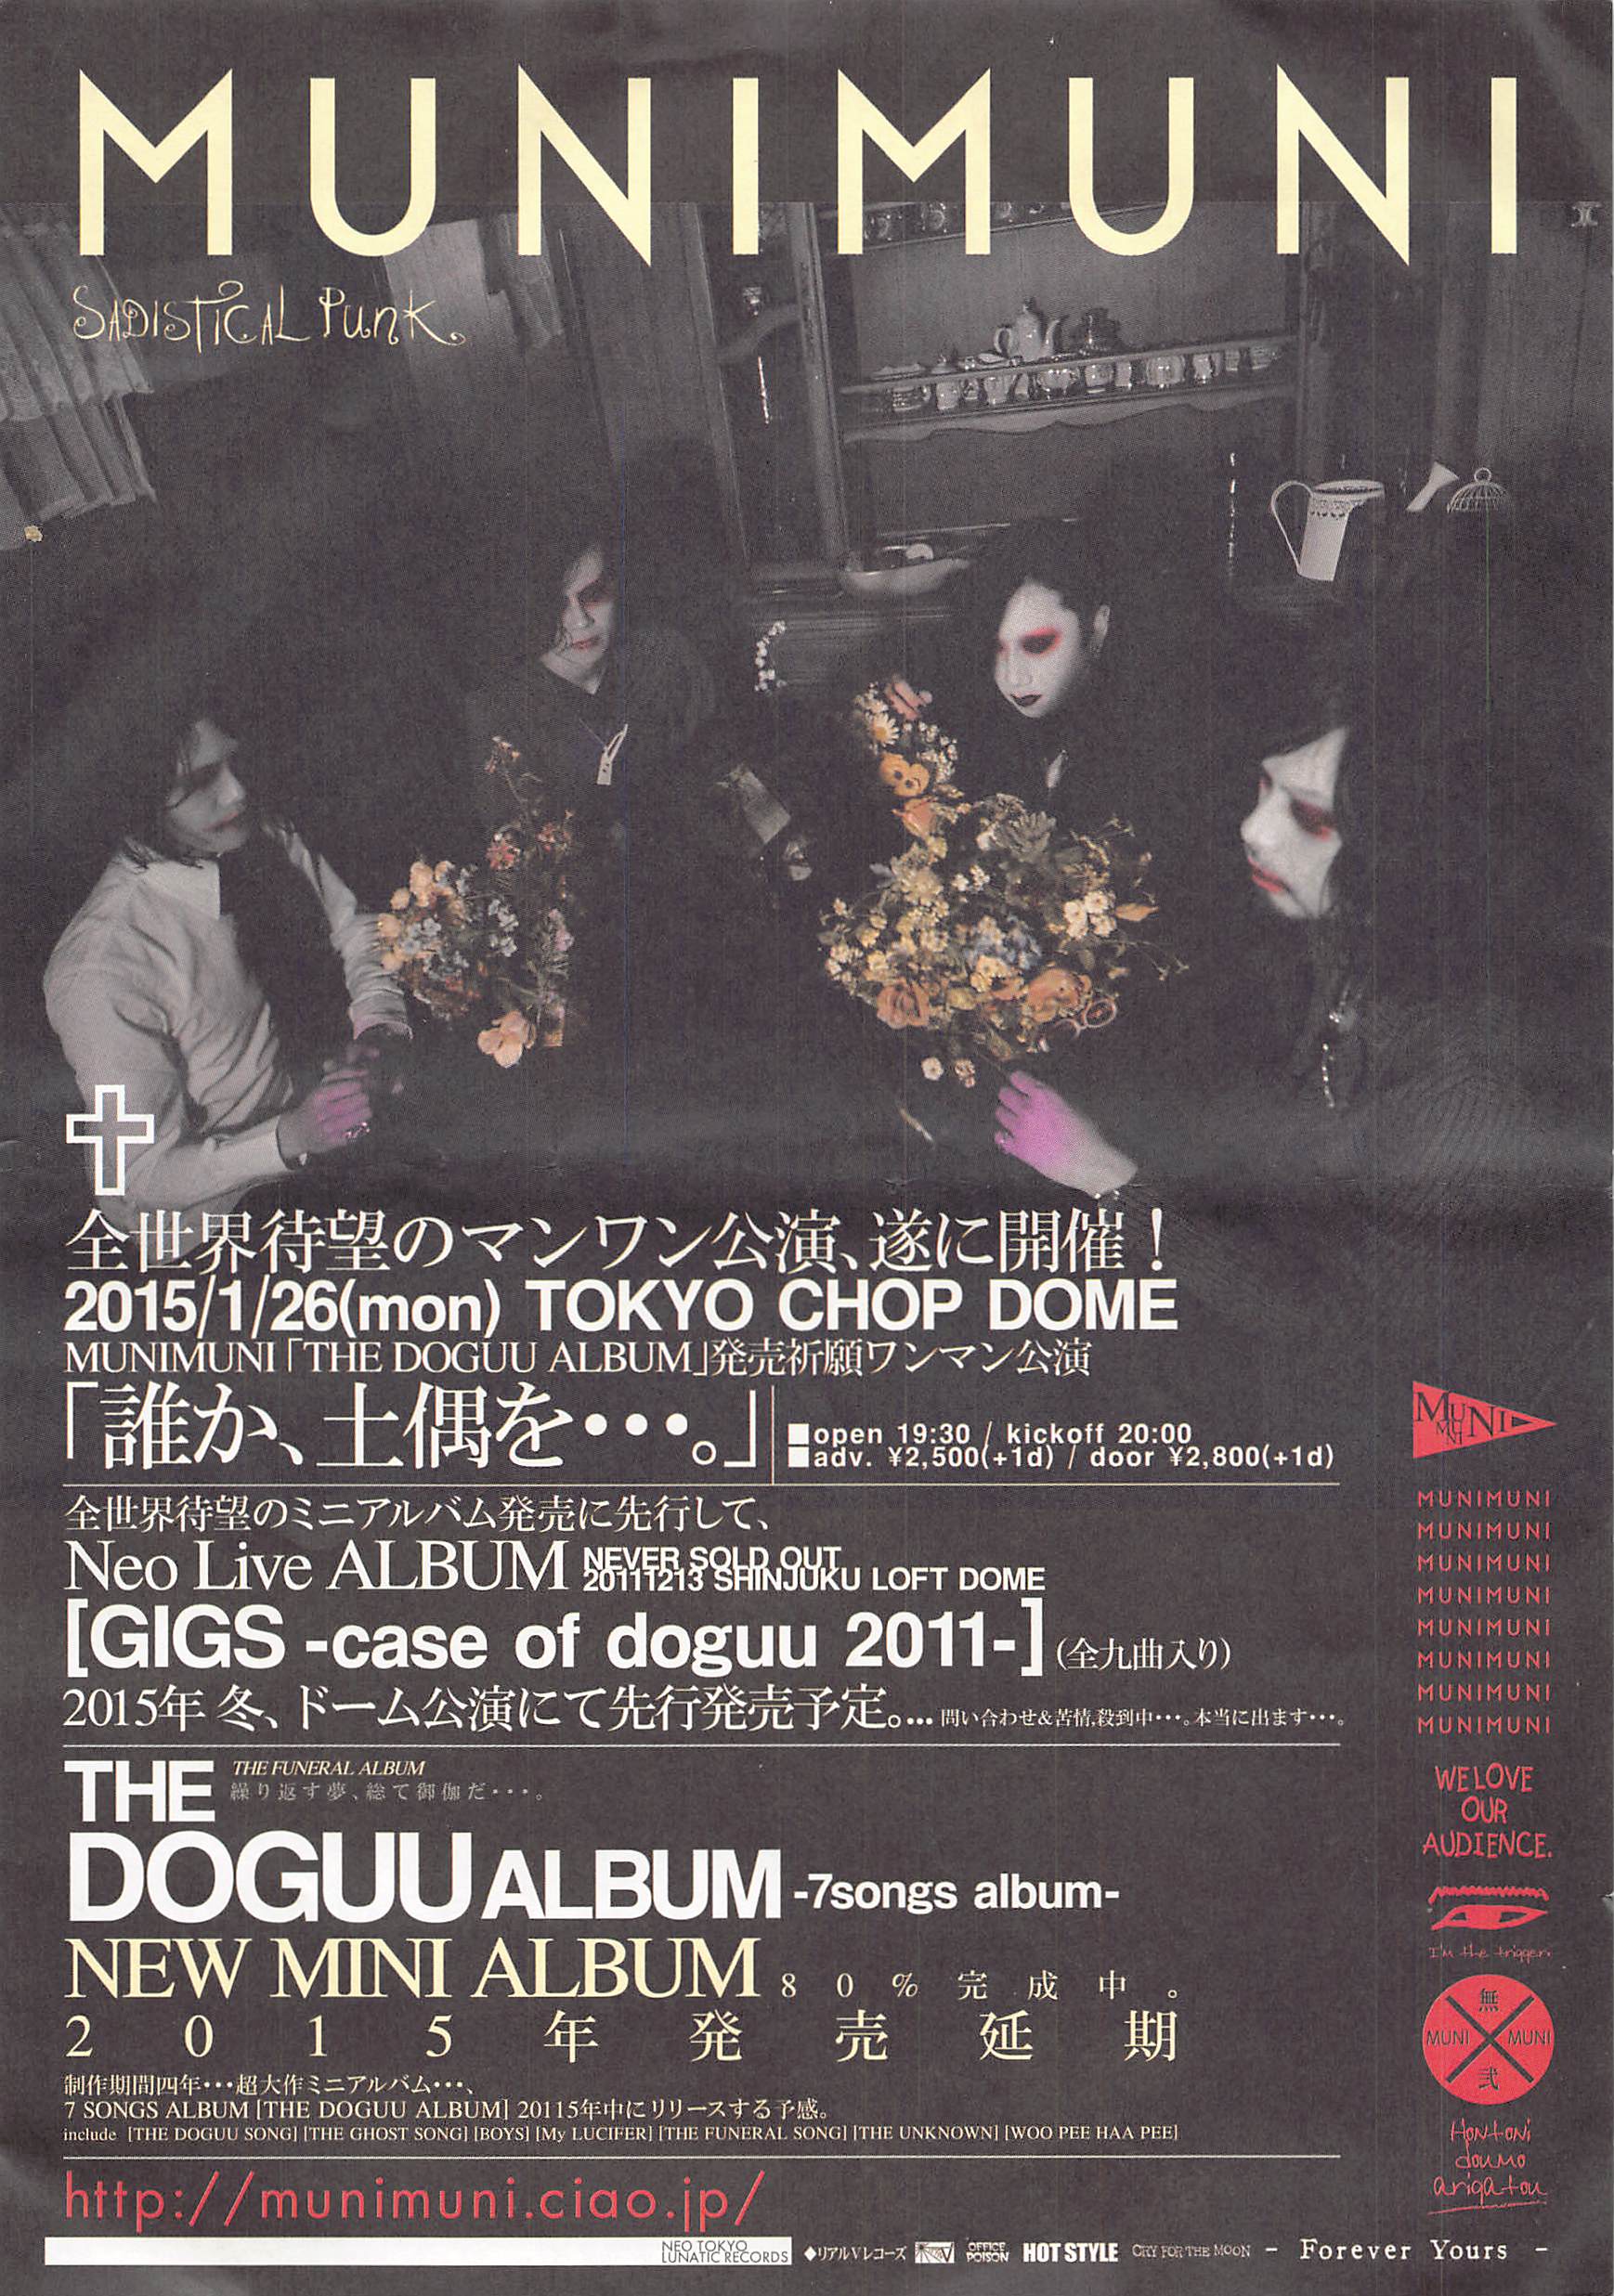 MUNIMUNI
SADISTICAL Punk
全世界待望のマンワン公演、遂に開催！
2015/1/26(mon) TOKYO CHOP DOME
MUNIMUNI「THE DOGUU ALBUM」発売祈願ワンマン公演
「誰か、土偶を・・・。」
■open 19:30 / kickoff 20:00
■adv. ¥2,500(+1d) / door ¥2,800(+1d)
全世界待望のミニアルバム発売に先行して、
Neo Live ALBUM NEVER SOLD OUT
20111213 SHINJUKU LOFT DOME
[GIGS -case of doguu 2011-] (全九曲入り)
2015年 冬、ドーム公演にて先行発売予定。... 問い合わせ&苦情,殺到中・・・。本当に出ます・・・。
THE THE FUNERAL ALBUM
繰り返す夢、総て御伽だ・・・。
DOGUU ALBUM -7songs album-
NEW MINI ALBUM 80%完成中。
2015年発売延期
制作期間四年・・・超大作ミニアルバム・・・、
7 SONGS ALBUM [THE DOGUU ALBUM] 20115年中にリリースする予感。
include [THE DOGUU SONG] [THE GHOST SONG] [BOYS] [My LUCIFER] [THE FUNERAL SONG] [THE UNKNOWN] [WOO PEE HAA PEE]
http://munimuni.ciao.jp/
NEO TOKYO
LUNATIC RECORDS
◆リアルVレコーズ
OFFICE
POISON
HOT STYLE
CRY FOR THE MOON
- Forever Yours -
MUNI
MUNI
MUNIMUNI
MUNIMUNI
MUNIMUNI
MUNIMUNI
MUNIMUNI
MUNIMUNI
MUNIMUNI
MUNIMUNI
WE LOVE
OUR
AUDIENCE.
I'm the trigger.
無
MUNI MUNI
弐
Hontoni
doumo
arigatou